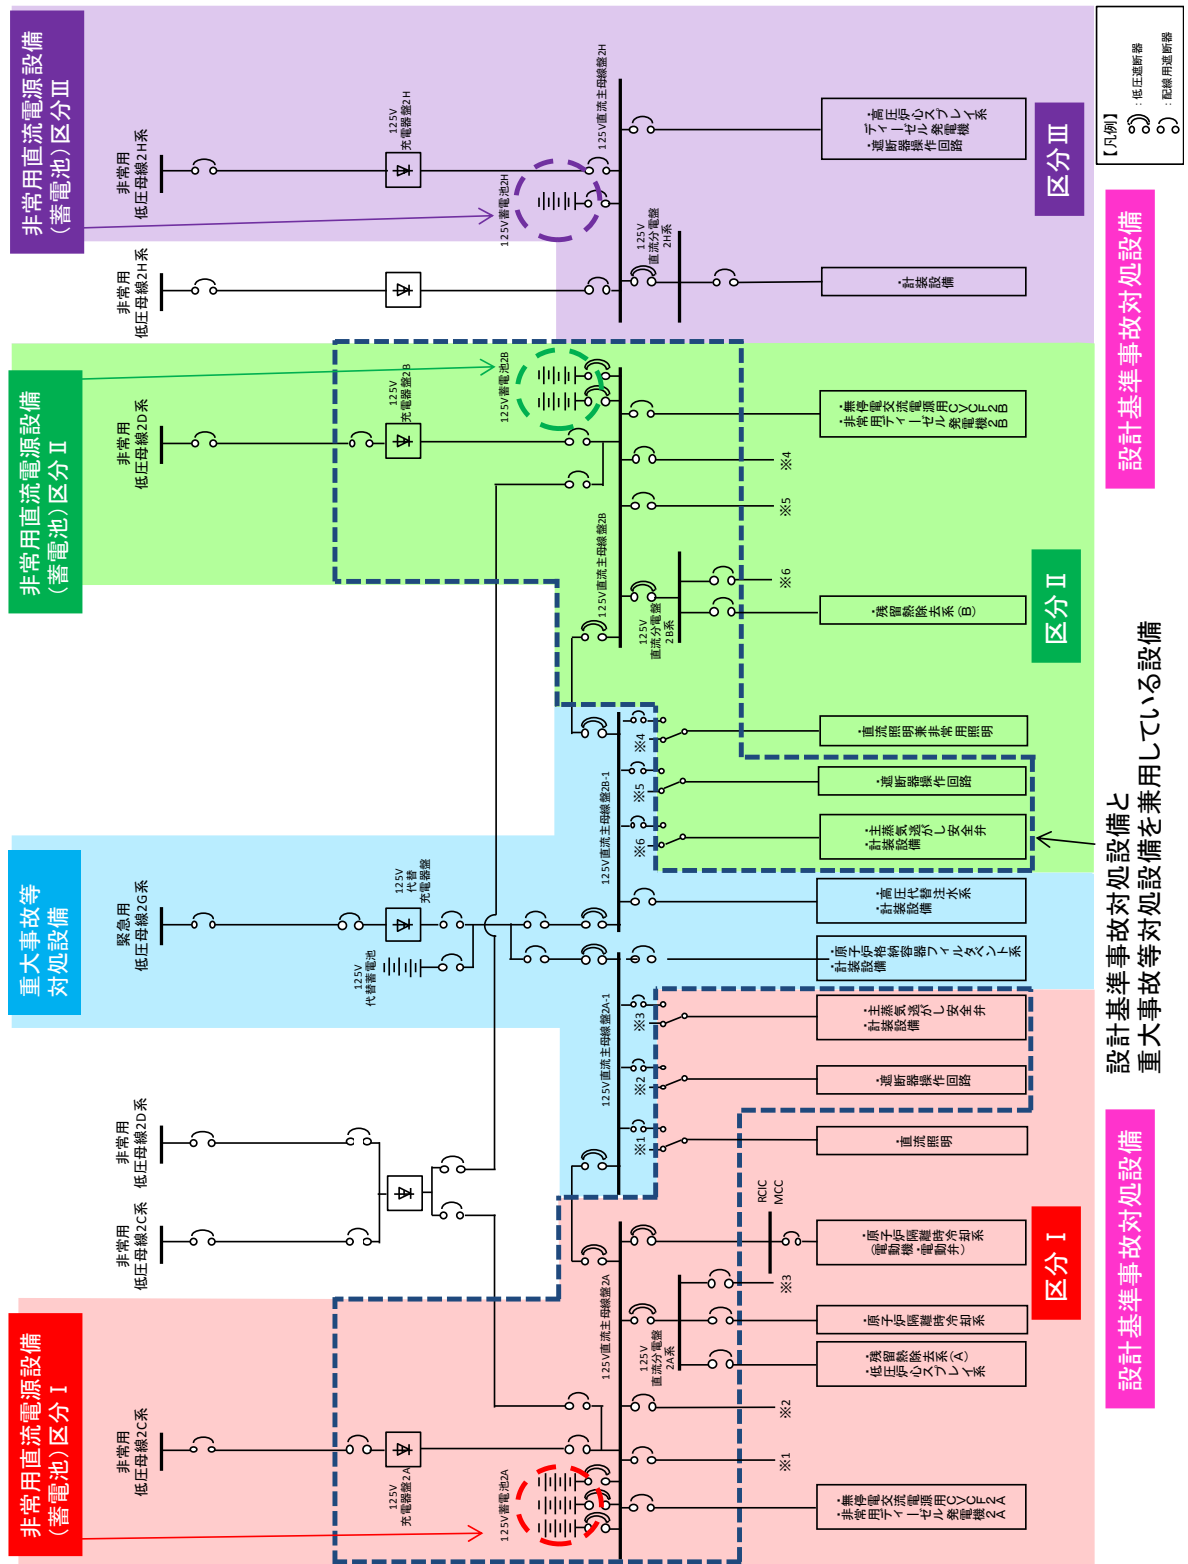 非常用直流電源設備
(蓄電池)区分Ⅰ
重大事故等
対処設備
非常用直流電源設備
(蓄電池)区分Ⅱ
非常用直流電源設備
(蓄電池)区分Ⅲ
非常用
低圧母線2C系
非常用
低圧母線2C系
非常用
低圧母線2D系
緊急用
低圧母線2G系
非常用
低圧母線2D系
非常用
低圧母線2H系
非常用
低圧母線2H系
125V
充電器盤2A
125V
代替蓄電池
125V
代替
充電器盤
125V
充電器盤2B
125V
充電器盤2H
125V蓄電池2A
125V蓄電池2B
125V蓄電池2H
125V直流主母線盤2A
125V直流主母線盤2A-1
125V直流主母線盤2B-1
125V直流主母線盤2B
125V直流主母線盤2H
125V
直流分電盤
2A系
125V
直流分電盤
2B系
125V
直流分電盤
2H系
※1
※2
※3
※6
※5
※4
※1
※2
※3
RCIC
MCC
※6
※5
※4
・無停電交流電源用CVCF2A
・非常用ディーゼル発電機2A
・残留熱除去系(A)
・低圧炉心スプレイ系
・原子炉隔離時冷却系
・原子炉隔離時冷却系
(電動機・電動弁)
・直流照明
・遮断器操作回路
・主蒸気逃がし安全弁
・計装設備
・原子炉格納容器フィルタベント系
・計装設備
・高圧代替注水系
・計装設備
・主蒸気逃がし安全弁
・計装設備
・遮断器操作回路
・直流照明兼非常用照明
・残留熱除去系(B)
・無停電交流電源用CVCF2B
・非常用ディーゼル発電機2B
・計装設備
・高圧炉心スプレイ系
ディーゼル発電機
・遮断器操作回路
区分Ⅰ
区分Ⅱ
区分Ⅲ
設計基準事故対処設備
設計基準事故対処設備と
重大事故等対処設備を兼用している設備
設計基準事故対処設備
【凡例】
：低圧遮断器
：配線用遮断器